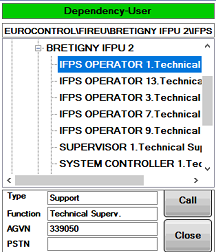 Dependency-User
EUROCONTROL\FIREU\BRETIGNY IFPU 2\IFPS
BRETIGNY IFPU 2
IFPS OPERATOR 1.Technical
IFPS OPERATOR 13.Technical
IFPS OPERATOR 3.Technical
IFPS OPERATOR 7.Technical
IFPS OPERATOR 9.Technical
SUPERVISOR 1.Technical Sup
SYSTEM CONTROLLER 1.Tec
Type Support
Function Technical Superv.
AGVN 339050
PSTN
Call
Close